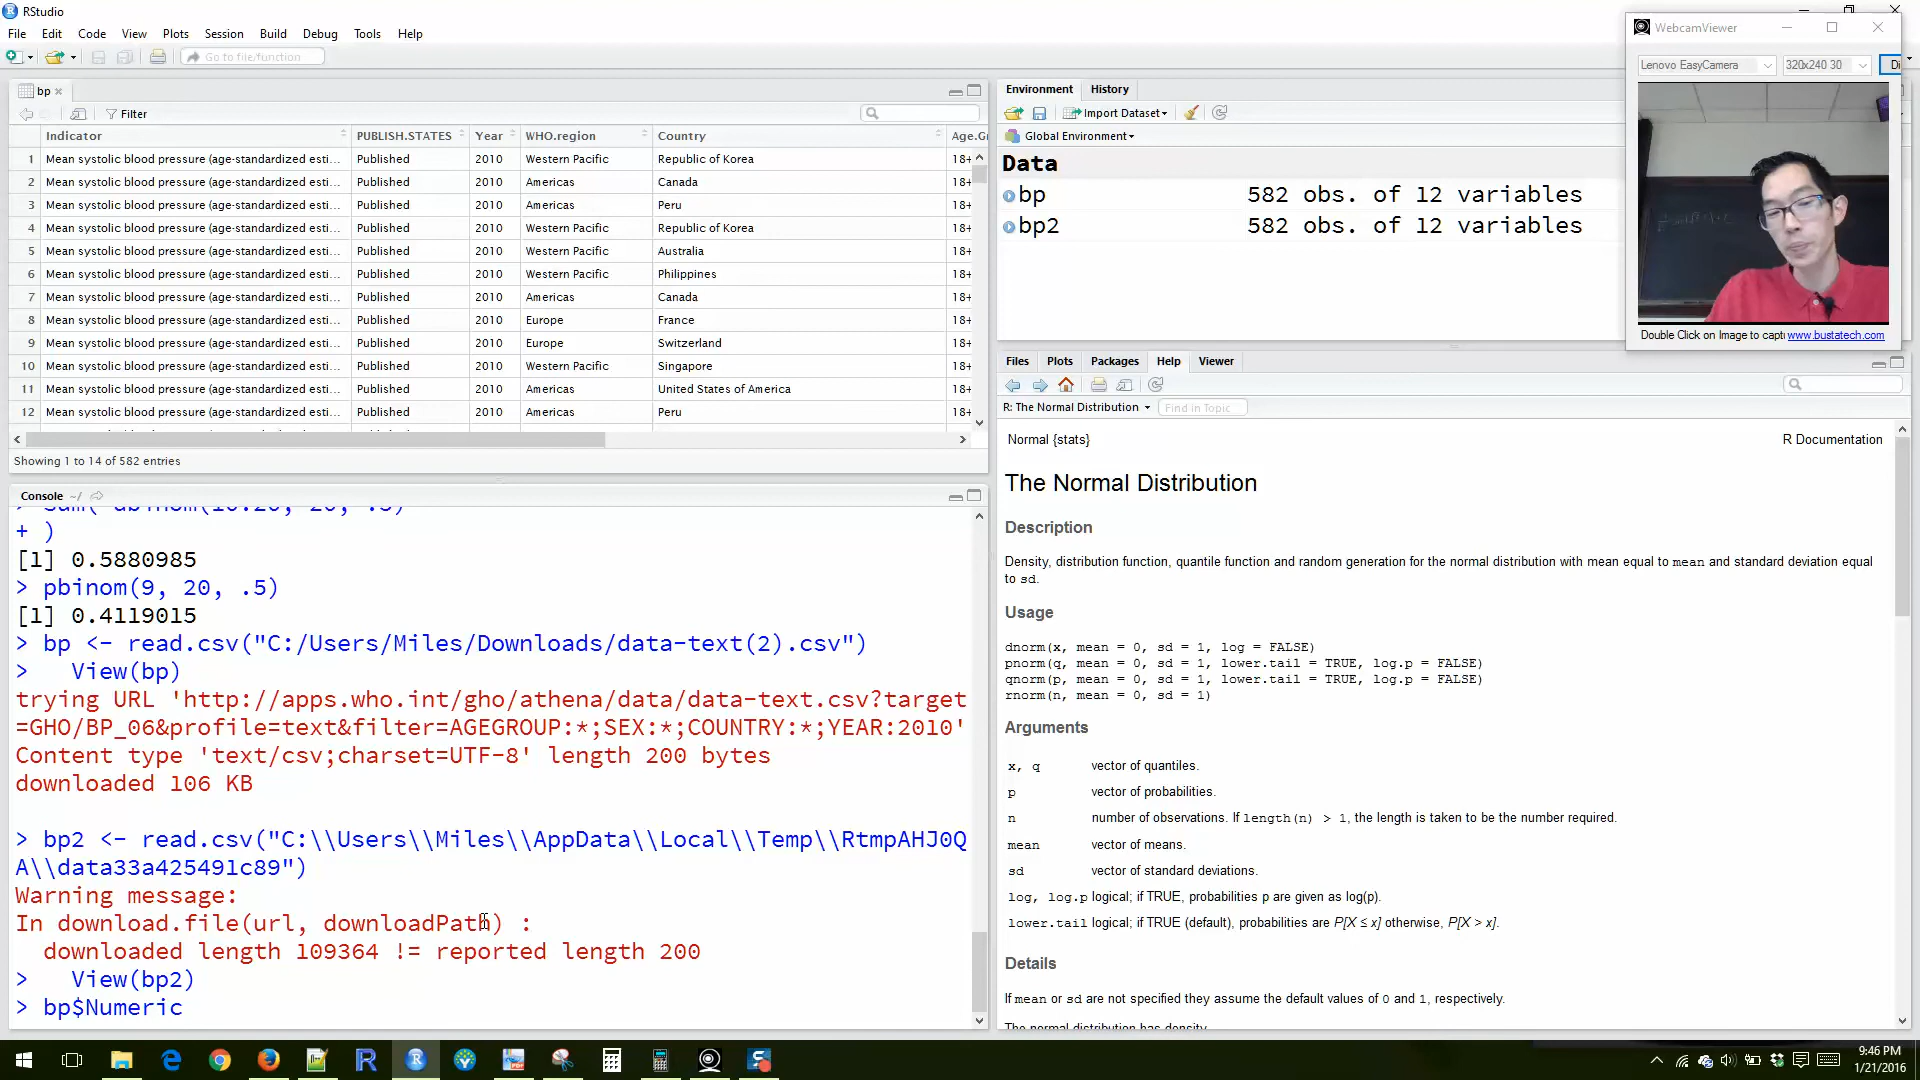 RStudio
File Edit Code View Plots Session Build Debug Tools Help
Go to file/function
bp
Filter
Indicator PUBLISH.STATES Year WHO.region Country Age.Gr
1 Mean systolic blood pressure (age-standardized esti... Published 2010 Western Pacific Republic of Korea 18+
2 Mean systolic blood pressure (age-standardized esti... Published 2010 Americas Canada 18+
3 Mean systolic blood pressure (age-standardized esti... Published 2010 Americas Peru 18+
4 Mean systolic blood pressure (age-standardized esti... Published 2010 Western Pacific Republic of Korea 18+
5 Mean systolic blood pressure (age-standardized esti... Published 2010 Western Pacific Australia 18+
6 Mean systolic blood pressure (age-standardized esti... Published 2010 Western Pacific Philippines 18+
7 Mean systolic blood pressure (age-standardized esti... Published 2010 Americas Canada 18+
8 Mean systolic blood pressure (age-standardized esti... Published 2010 Europe France 18+
9 Mean systolic blood pressure (age-standardized esti... Published 2010 Europe Switzerland 18+
10 Mean systolic blood pressure (age-standardized esti... Published 2010 Western Pacific Singapore 18+
11 Mean systolic blood pressure (age-standardized esti... Published 2010 Americas United States of America 18+
12 Mean systolic blood pressure (age-standardized esti... Published 2010 Americas Peru 18+
Showing 1 to 14 of 582 entries
Console ~/
+ )
[1] 0.5880985
> pbinom(9, 20, .5)
[1] 0.4119015
> bp <- read.csv("C:/Users/Miles/Downloads/data-text(2).csv")
>   View(bp)
trying URL 'http://apps.who.int/gho/athena/data/data-text.csv?target
=GHO/BP_06&profile=text&filter=AGEGROUP:*;SEX:*;COUNTRY:*;YEAR:2010'
Content type 'text/csv;charset=UTF-8' length 200 bytes
downloaded 106 KB
> bp2 <- read.csv("C:\\Users\\Miles\\AppData\\Local\\Temp\\RtmpAHJ0Q
A\\data33a425491c89")
Warning message:
In download.file(url, downloadPath) :
  downloaded length 109364 != reported length 200
>   View(bp2)
> bp$Numeric
Environment History
Import Dataset
Global Environment
Data
bp 582 obs. of 12 variables
bp2 582 obs. of 12 variables
WebcamViewer
Lenovo EasyCamera 320x240 30 Di
Double Click on Image to capt www.bustatech.com
Files Plots Packages Help Viewer
R: The Normal Distribution Find in Topic
Normal {stats} R Documentation
The Normal Distribution
Description
Density, distribution function, quantile function and random generation for the normal distribution with mean equal to mean and standard deviation equal
to sd.
Usage
dnorm(x, mean = 0, sd = 1, log = FALSE)
pnorm(q, mean = 0, sd = 1, lower.tail = TRUE, log.p = FALSE)
qnorm(p, mean = 0, sd = 1, lower.tail = TRUE, log.p = FALSE)
rnorm(n, mean = 0, sd = 1)
Arguments
x, q vector of quantiles.
p vector of probabilities.
n number of observations. If length(n) > 1, the length is taken to be the number required.
mean vector of means.
sd vector of standard deviations.
log, log.p logical; if TRUE, probabilities p are given as log(p).
lower.tail logical; if TRUE (default), probabilities are P[X ≤ x] otherwise, P[X > x].
Details
If mean or sd are not specified they assume the default values of 0 and 1, respectively.
The normal distribution has density
9:46 PM
1/21/2016